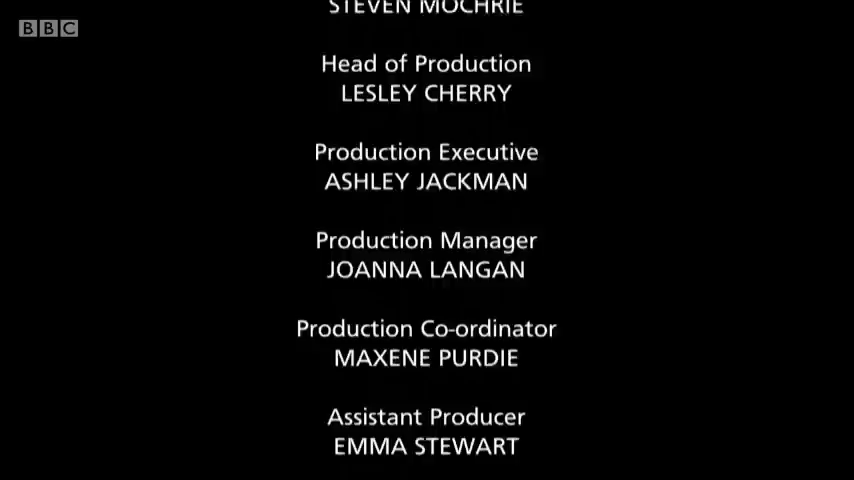 BBC
STEVEN MOCHRIE
Head of Production
LESLEY CHERRY
Production Executive
ASHLEY JACKMAN
Production Manager
JOANNA LANGAN
Production Co-ordinator
MAXENE PURDIE
Assistant Producer
EMMA STEWART